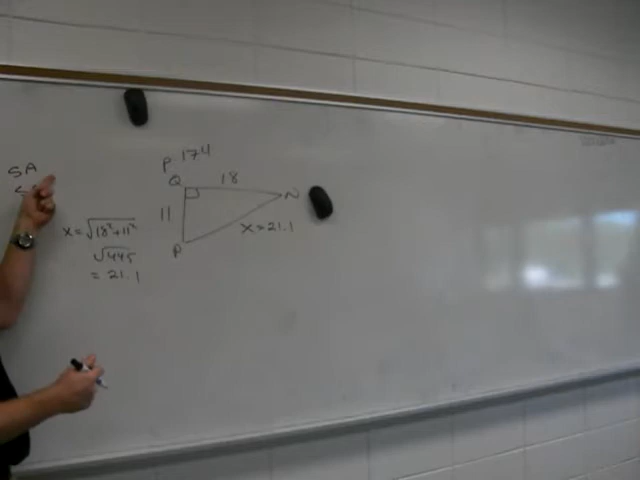 SA
P 174
Q
18
N
11
X = 21.1
P
x = √18²+11²
√445
= 21.1